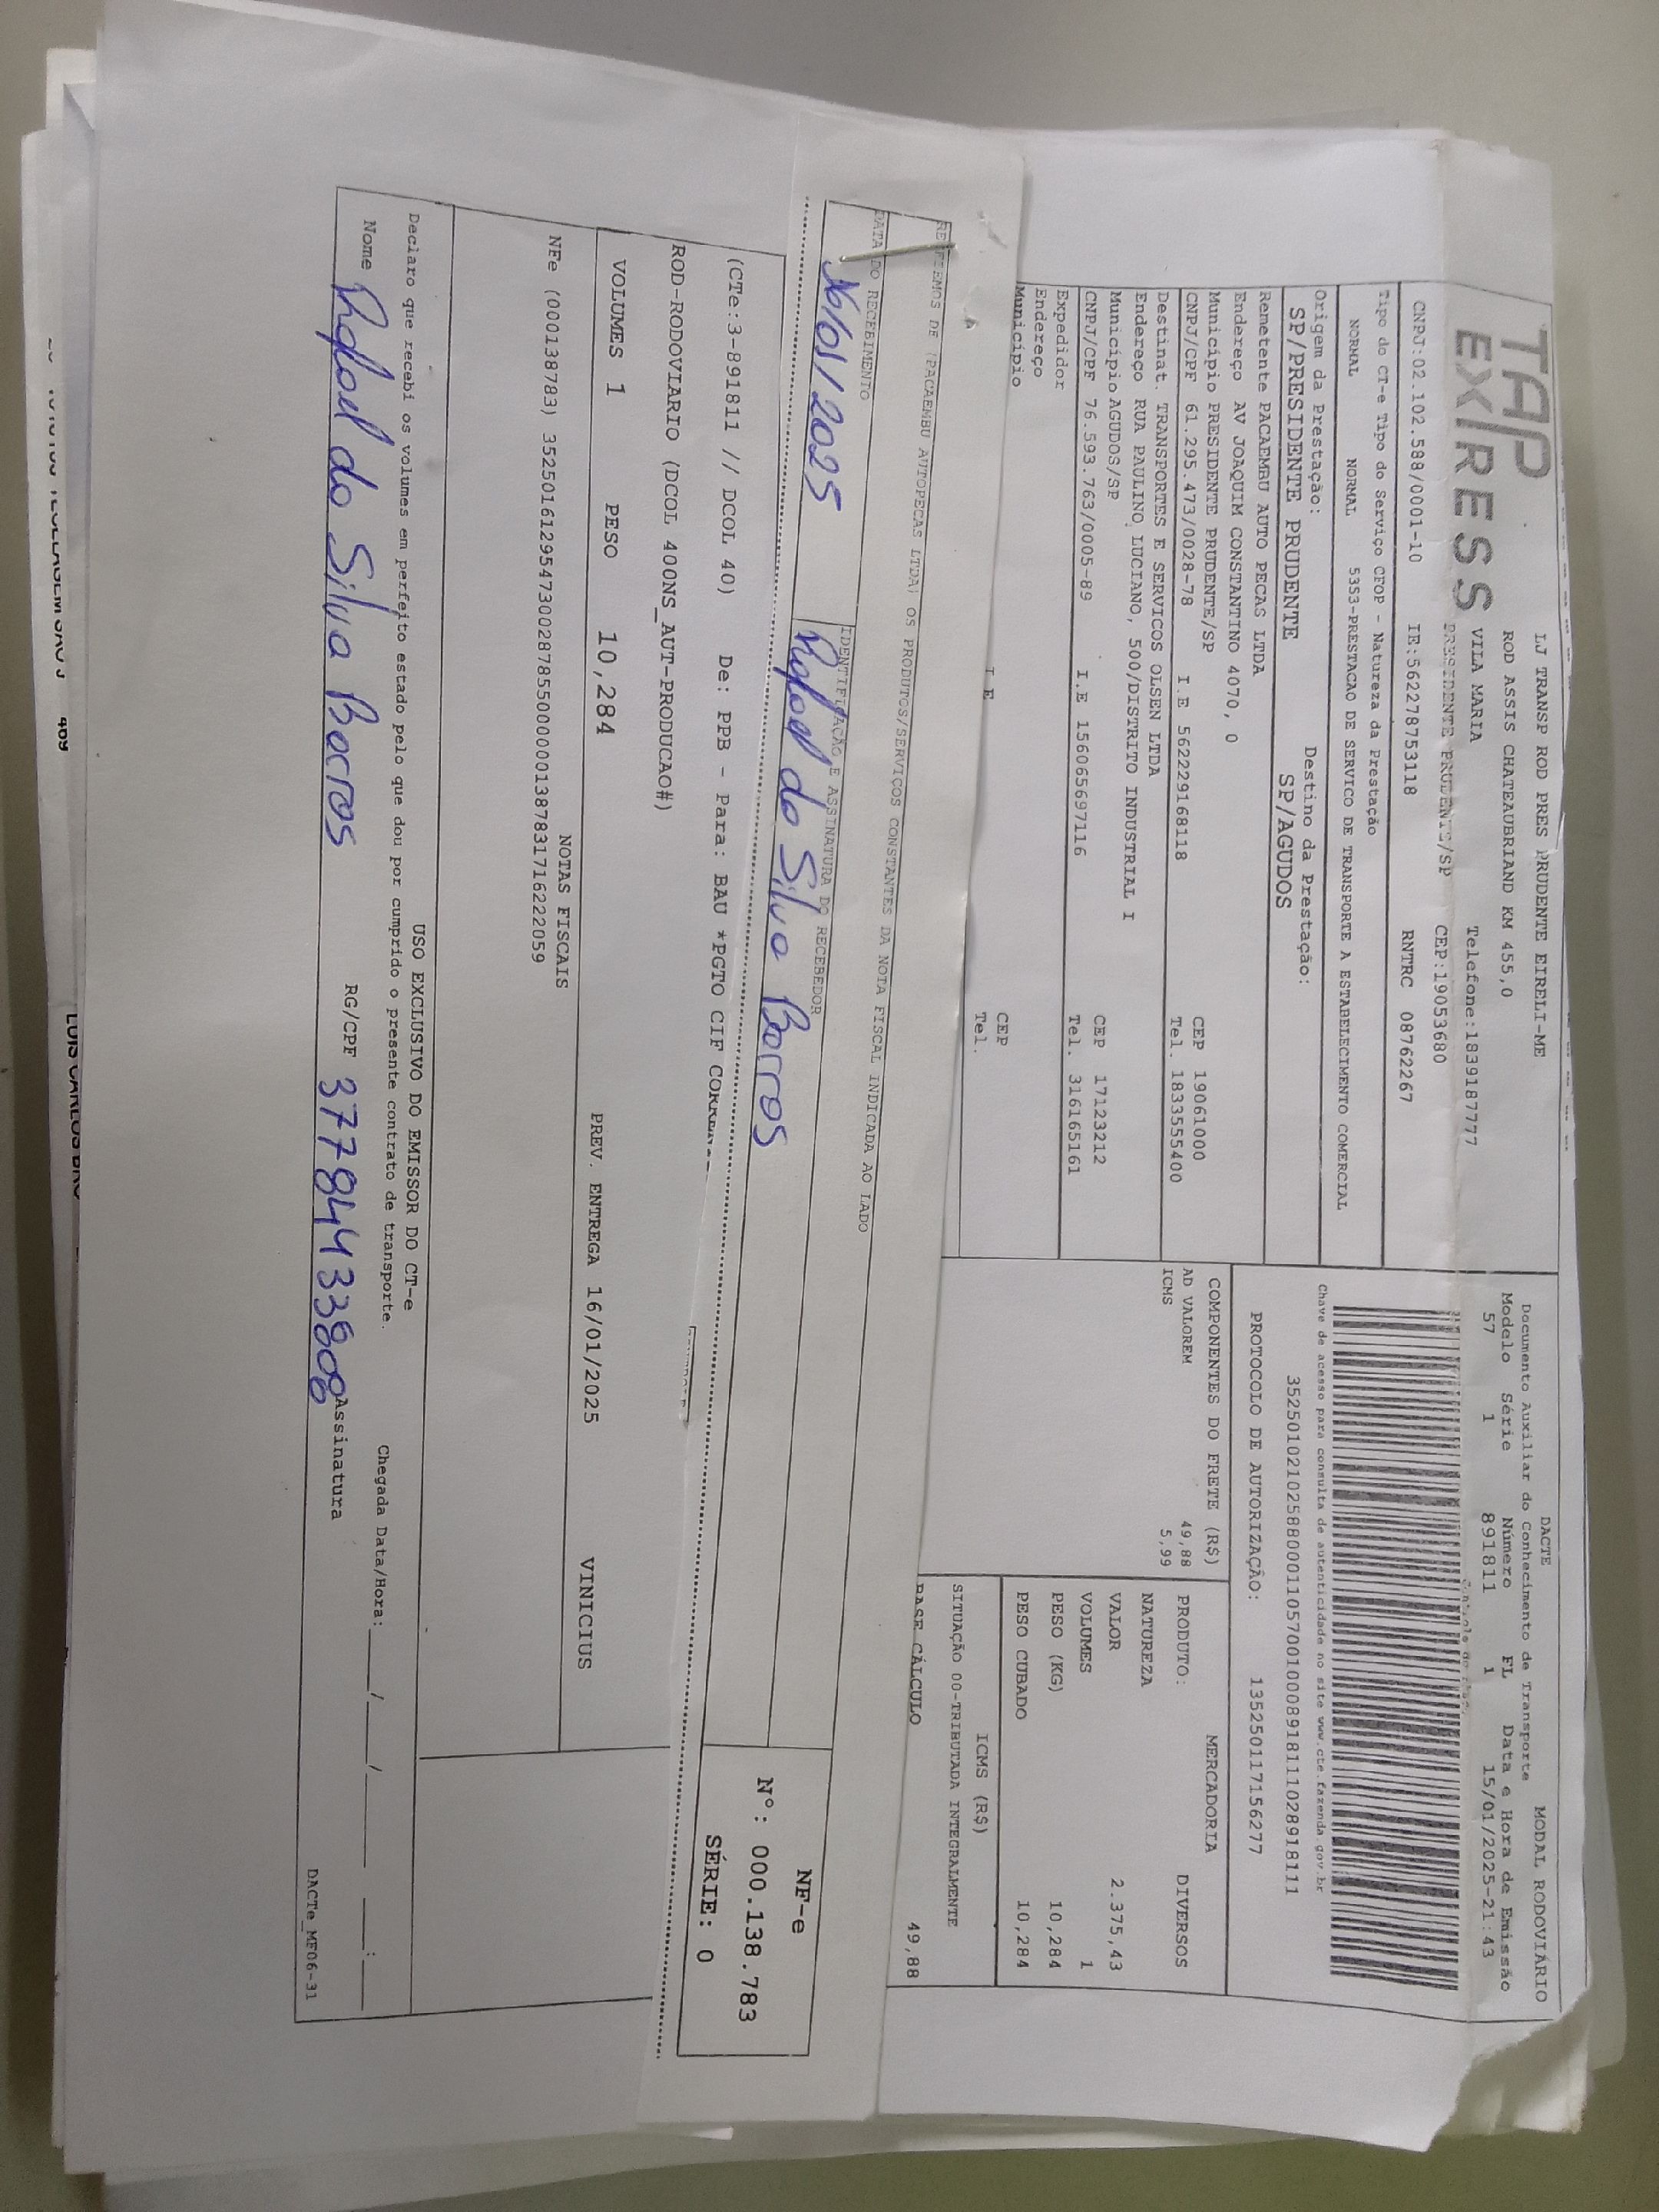 TAP EXPRESS
LJ TRANSP ROD PRES PRUDENTE EIRELI-ME
ROD ASSIS CHATEAUBRIAND KM 455,0
VILA MARIA Telefone:1839187777
PRESIDENTE PRUDENTE/SP CEP:19053680
CNPJ:02.102.588/0001-10 IE:562278753118 RNTRC 08762267
DACTE MODAL RODOVIÁRIO
Documento Auxiliar do Conhecimento de Transporte
Modelo Série Número FL Data e Hora de Emissão
57 1 891811 1 15/01/2025-21:43
Tipo do CT-e Tipo do Serviço CFOP - Natureza da Prestação
NORMAL NORMAL 5353-PRESTACAO DE SERVICO DE TRANSPORTE A ESTABELECIMENTO COMERCIAL
Chave de acesso para consulta de autenticidade no site www.cte.fazenda.gov.br
35250102102588000110570010008918111028918111
Origem da Prestação: Destino da Prestação:
SP/PRESIDENTE PRUDENTE SP/AGUDOS
PROTOCOLO DE AUTORIZAÇÃO: 135250117156277
Remetente PACAEMBU AUTO PECAS LTDA
Endereço AV JOAQUIM CONSTANTINO 4070, 0
Município PRESIDENTE PRUDENTE/SP CEP 19061000
CNPJ/CPF 61.295.473/0028-78 I.E 562229168118 Tel. 1833555400
Destinat. TRANSPORTES E SERVICOS OLSEN LTDA
Endereço RUA PAULINO LUCIANO, 500/DISTRITO INDUSTRIAL I
Município AGUDOS/SP CEP 17123212
CNPJ/CPF 76.593.763/0005-89 I.E 156065697116 Tel. 316165161
Expedidor
Endereço
Município CEP
I E Tel.
COMPONENTES DO FRETE (R$)
AD VALOREM 49,88
ICMS 5,99
MERCADORIA
PRODUTO: DIVERSOS
NATUREZA
VALOR 2.375,43
VOLUMES 1
PESO (KG) 10,284
PESO CUBADO 10,284
ICMS (R$)
SITUAÇÃO 00-TRIBUTADA INTEGRALMENTE
BASE CÁLCULO 49,88
RECEBEMOS DE (PACAEMBU AUTOPECAS LTDA) OS PRODUTOS/SERVIÇOS CONSTANTES DA NOTA FISCAL INDICADA AO LADO
DATA DO RECEBIMENTO IDENTIFICAÇÃO E ASSINATURA DO RECEBEDOR
16/01/2025 Rafael da Silva Barros
NF-e
Nº: 000.138.783
SÉRIE: 0
(CTe:3-891811 // DCOL 40) De: PPB - Para: BAU *PGTO CIF
ROD-RODOVIARIO (DCOL 400NS_AUT-PRODUCAO#)
VOLUMES 1 PESO 10,284 PREV. ENTREGA 16/01/2025 VINICIUS
NOTAS FISCAIS
NFe (000138783) 35250161295473002878550000001387831716222059
USO EXCLUSIVO DO EMISSOR DO CT-e
Declaro que recebi os volumes em perfeito estado pelo que dou por cumprido o presente contrato de transporte.
Chegada Data/Hora: ___/___/_____ ___:___
Nome Rafael da Silva Barros RG/CPF Assinatura
DACTe_MF06-31
469